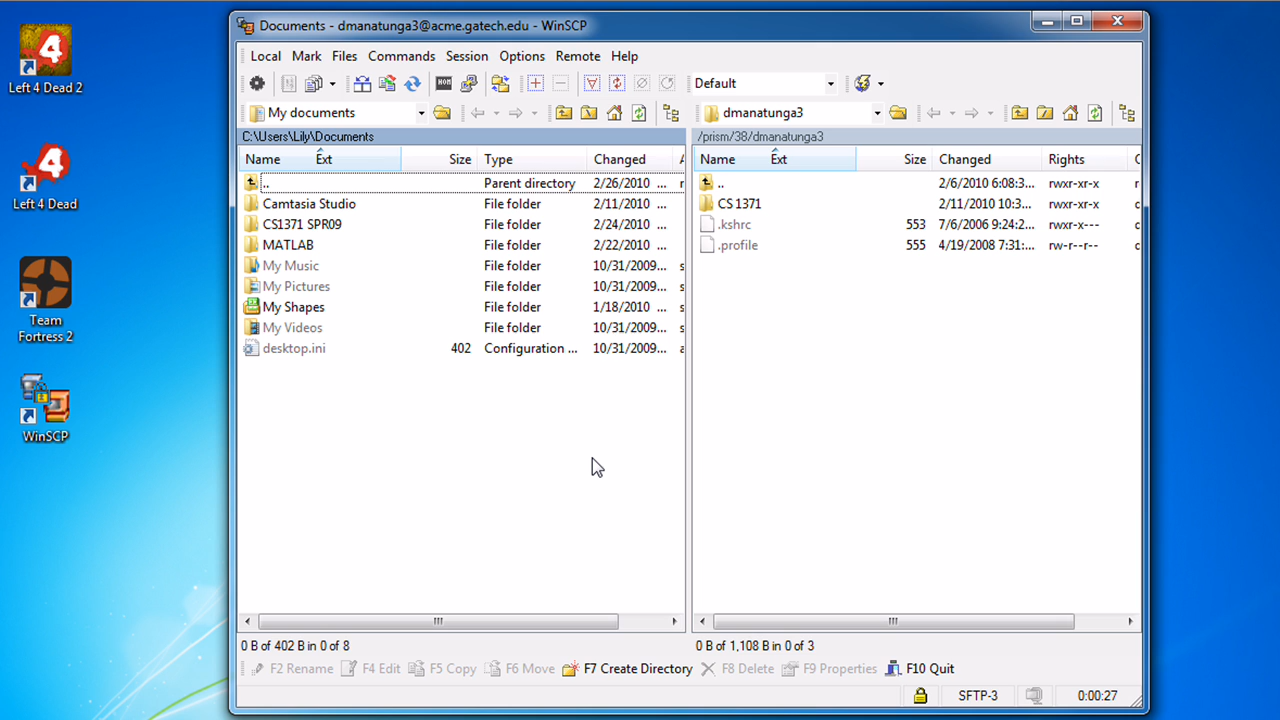 Left 4 Dead 2
Left 4 Dead
Team
Fortress 2
WinSCP
Documents - dmanatunga3@acme.gatech.edu - WinSCP
Local Mark Files Commands Session Options Remote Help
Default
My documents
dmanatunga3
C:\Users\Lily\Documents
/prism/38/dmanatunga3
Name Ext Size Type Changed
Name Ext Size Changed Rights
.. Parent directory 2/26/2010 ...
Camtasia Studio File folder 2/11/2010 ...
CS1371 SPR09 File folder 2/24/2010 ...
MATLAB File folder 2/22/2010 ...
My Music File folder 10/31/2009... s
My Pictures File folder 10/31/2009... s
My Shapes File folder 1/18/2010 ... s
My Videos File folder 10/31/2009... s
desktop.ini 402 Configuration ... 10/31/2009... a
.. 2/6/2010 6:08:3... rwxr-xr-x
CS 1371 2/11/2010 10:3... rwxr-xr-x
.kshrc 553 7/6/2006 9:24:2... rwxr-x---
.profile 555 4/19/2008 7:31:... rw-r--r--
0 B of 402 B in 0 of 8
0 B of 1,108 B in 0 of 3
F2 Rename F4 Edit F5 Copy F6 Move F7 Create Directory F8 Delete F9 Properties F10 Quit
SFTP-3 0:00:27